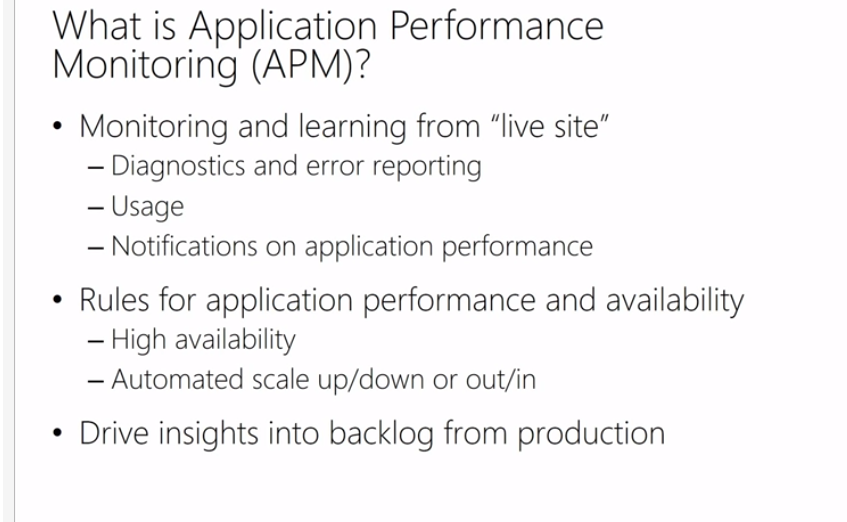 What is Application Performance
Monitoring (APM)?
• Monitoring and learning from “live site”
– Diagnostics and error reporting
– Usage
– Notifications on application performance
• Rules for application performance and availability
– High availability
– Automated scale up/down or out/in
• Drive insights into backlog from production